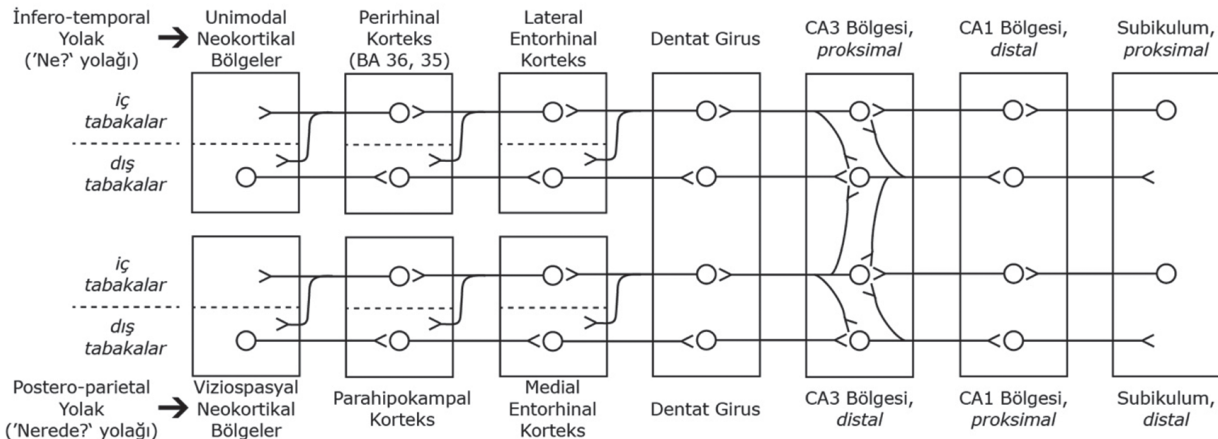 İnfero-temporal
Yolak
('Ne?' yolağı)
Unimodal
Neokortikal
Bölgeler
Perirhinal
Korteks
(BA 36, 35)
Lateral
Entorhinal
Korteks
Dentat Girus
CA3 Bölgesi,
proksimal
CA1 Bölgesi,
distal
Subikulum,
proksimal
iç
tabakalar
dış
tabakalar
iç
tabakalar
dış
tabakalar
Postero-parietal
Yolak
('Nerede?' yolağı)
Viziospasyal
Neokortikal
Bölgeler
Parahipokampal
Korteks
Medial
Entorhinal
Korteks
Dentat Girus
CA3 Bölgesi,
distal
CA1 Bölgesi,
proksimal
Subikulum,
distal